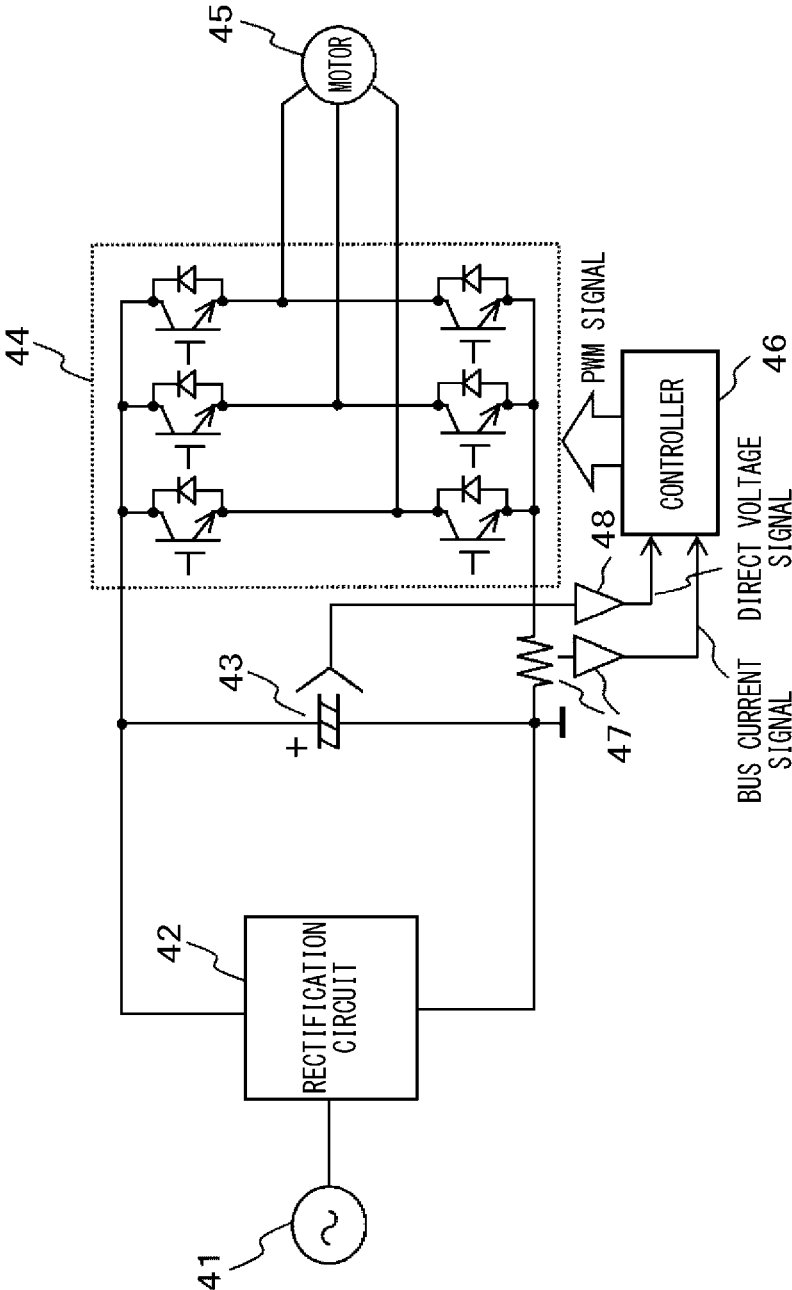 41
42
RECTIFICATION
CIRCUIT
43
+
44
45
MOTOR
47
48
PWM SIGNAL
CONTROLLER
46
BUS CURRENT
SIGNAL
DIRECT VOLTAGE
SIGNAL